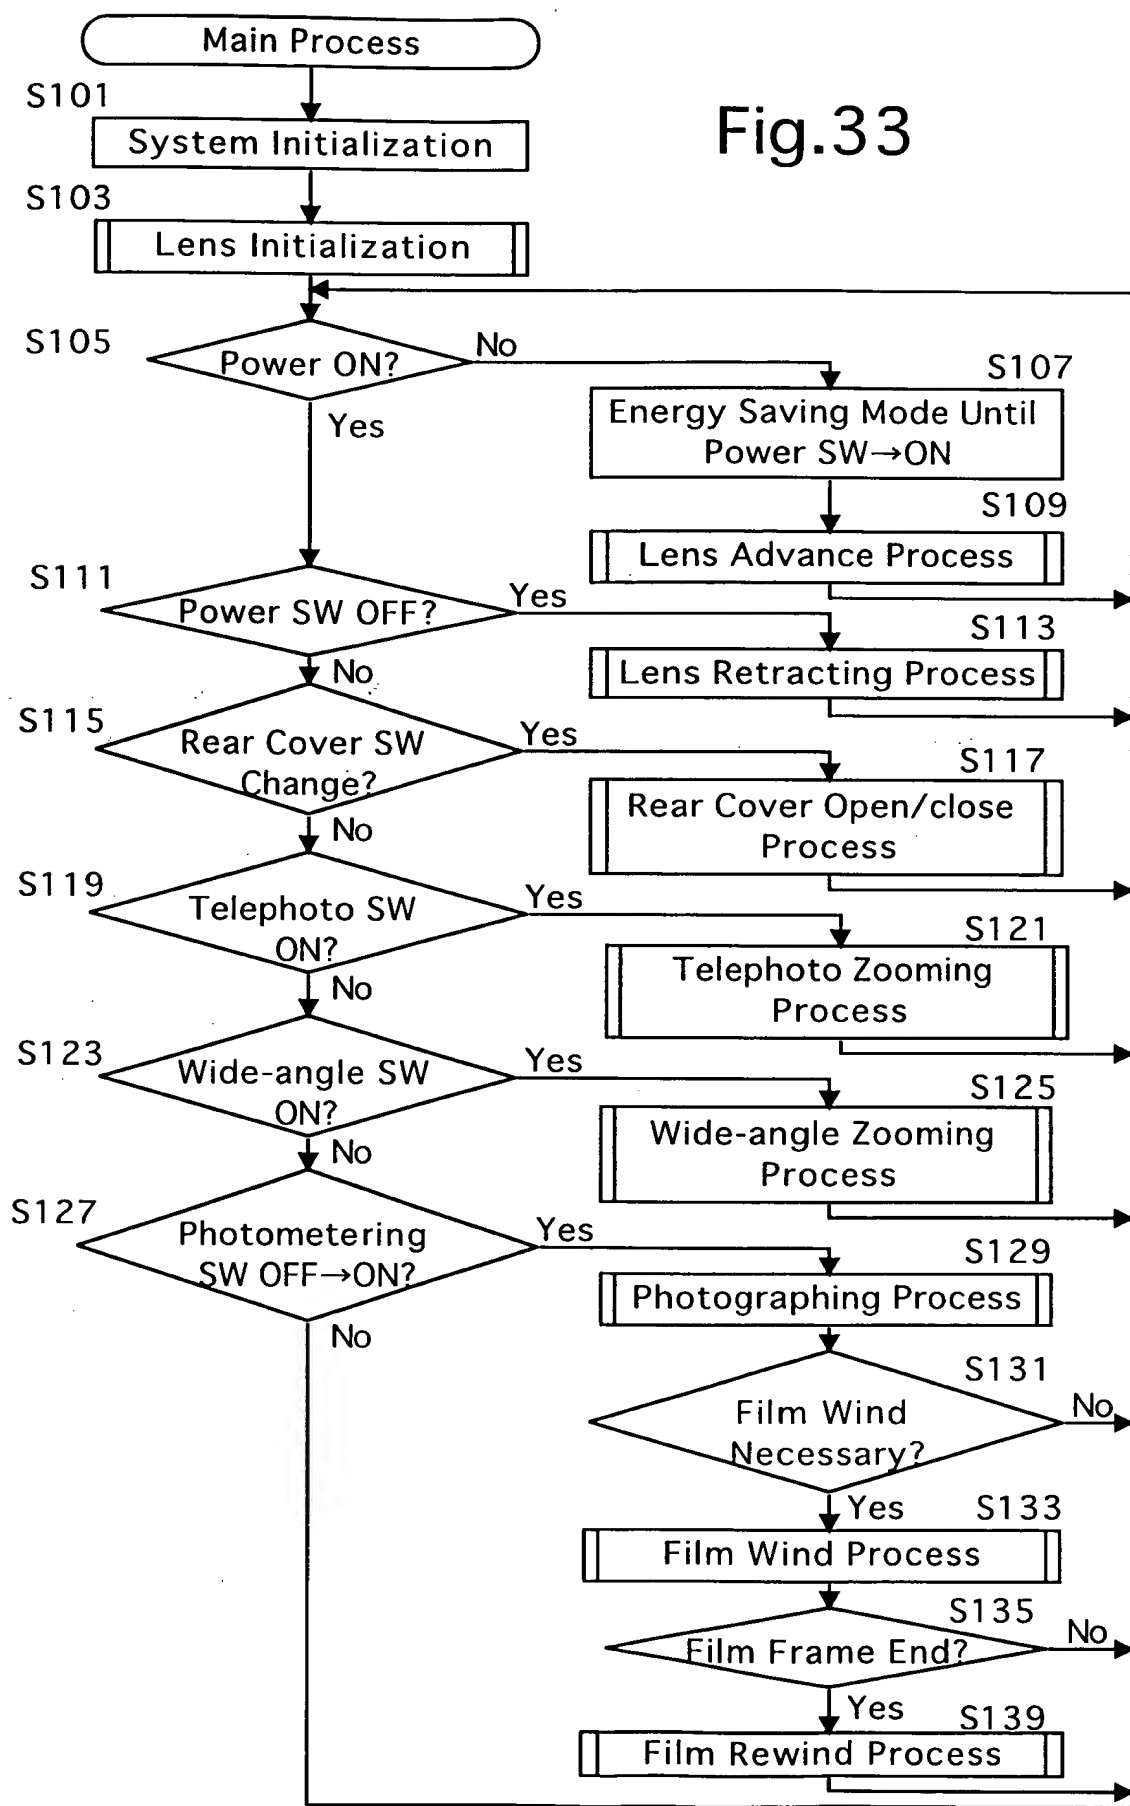 Main Process
S101
Fig.33
System Initialization
S103
Lens Initialization
S105
Power ON?
No
Yes
S107
Energy Saving Mode Until
Power SW→ON
S109
Lens Advance Process
S111
Power SW OFF?
Yes
No
S113
Lens Retracting Process
S115
Rear Cover SW
Change?
Yes
No
S117
Rear Cover Open/close
Process
S119
Telephoto SW
ON?
Yes
No
S121
Telephoto Zooming
Process
S123
Wide-angle SW
ON?
Yes
No
S125
Wide-angle Zooming
Process
S127
Photometering
SW OFF→ON?
Yes
No
S129
Photographing Process
S131
Film Wind
Necessary?
No
Yes
S133
Film Wind Process
S135
Film Frame End?
No
Yes
S139
Film Rewind Process